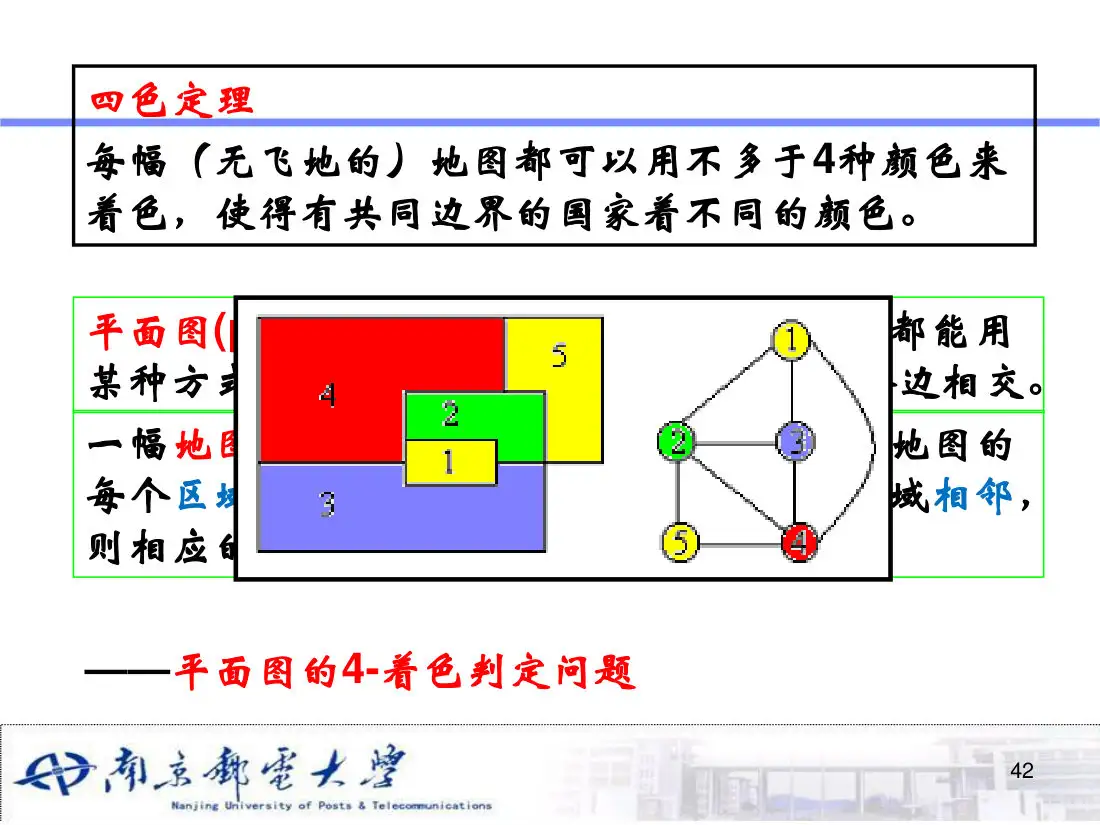 四色定理
每幅（无飞地的）地图都可以用不多于4种颜色来
着色，使得有共同边界的国家着不同的颜色。
平面图( 都能用
某种方式 边相交。
一幅地图 地图的
每个区域 域相邻，
则相应的
4
5
2
1
3
1
2
3
5
4
——平面图的4-着色判定问题
南京邮电大学
Nanjing University of Posts & Telecommunications
42